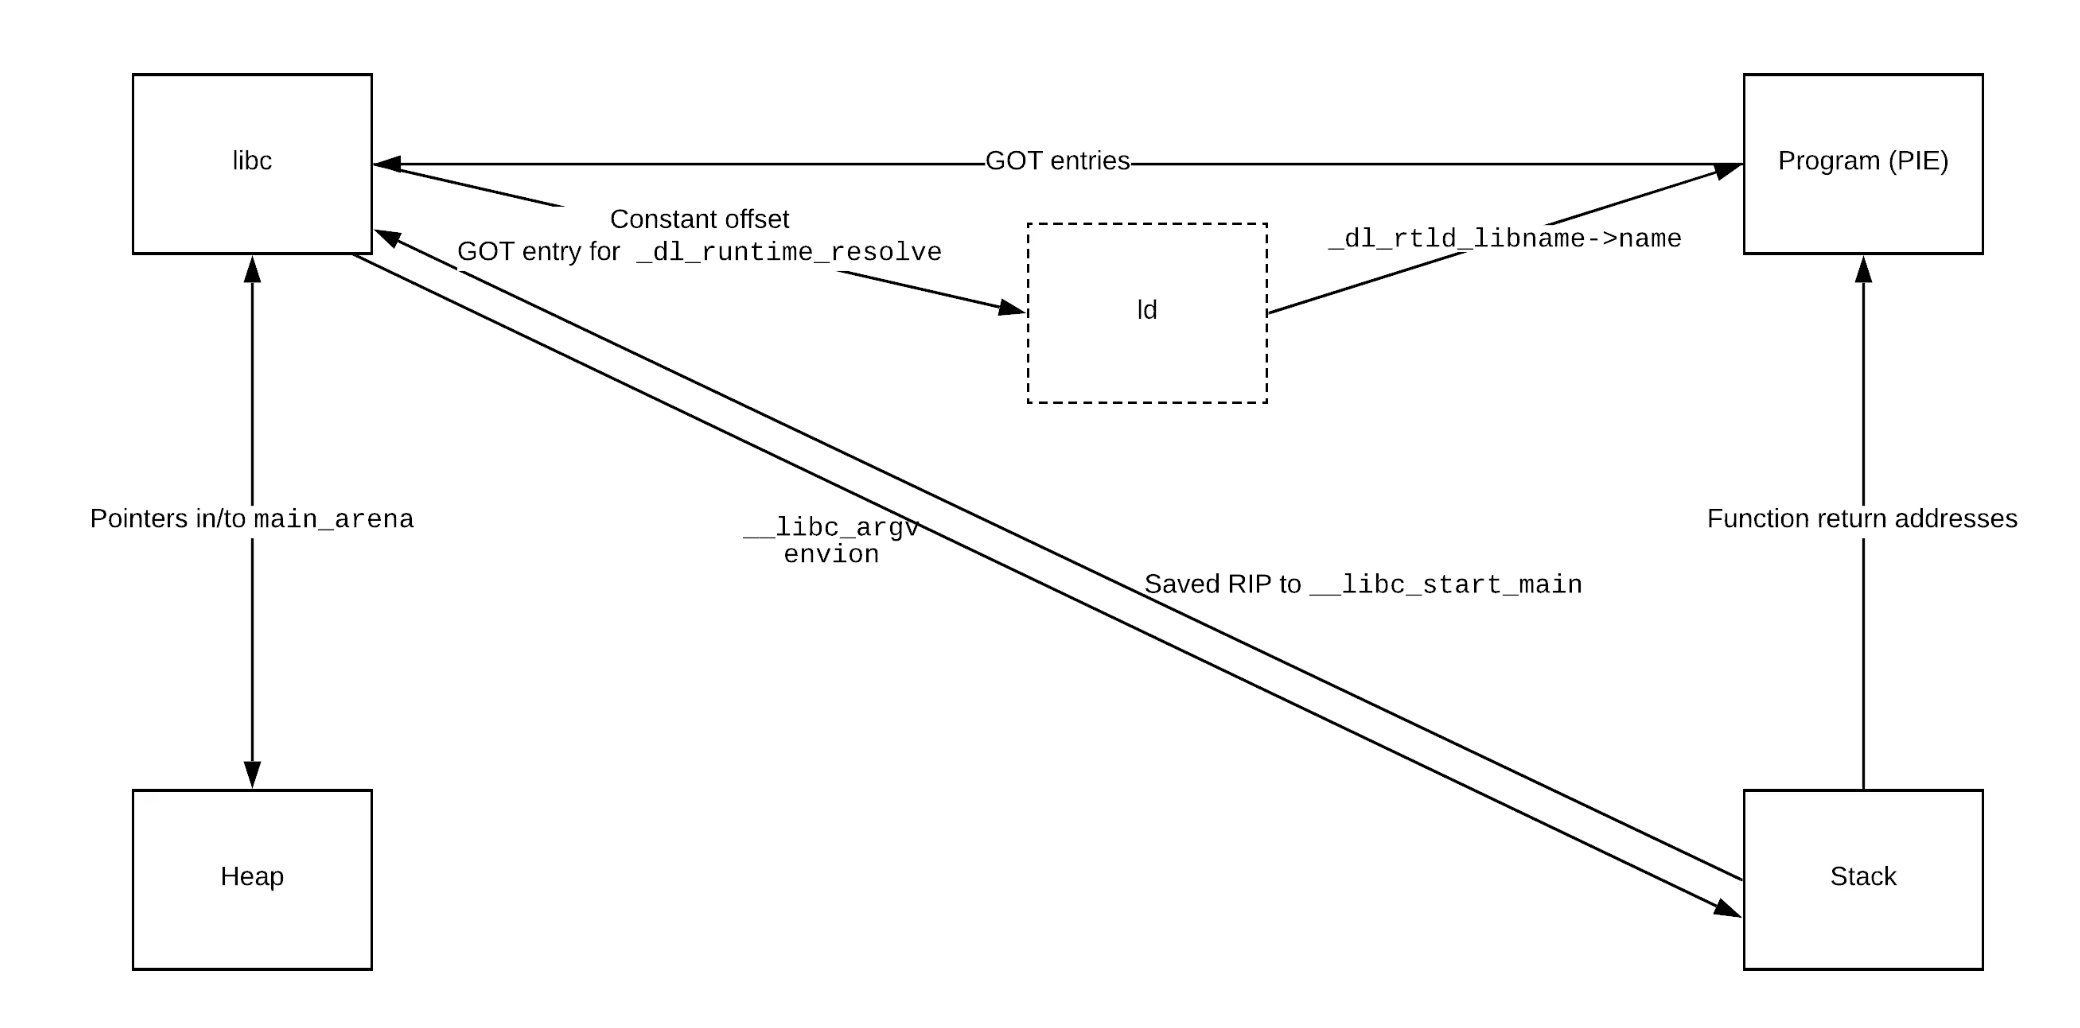 libc
GOT entries
Program (PIE)
Constant offset
GOT entry for _dl_runtime_resolve
_dl_rtld_libname->name
ld
Pointers in/to main_arena
__libc_argv
envion
Function return addresses
Saved RIP to __libc_start_main
Heap
Stack